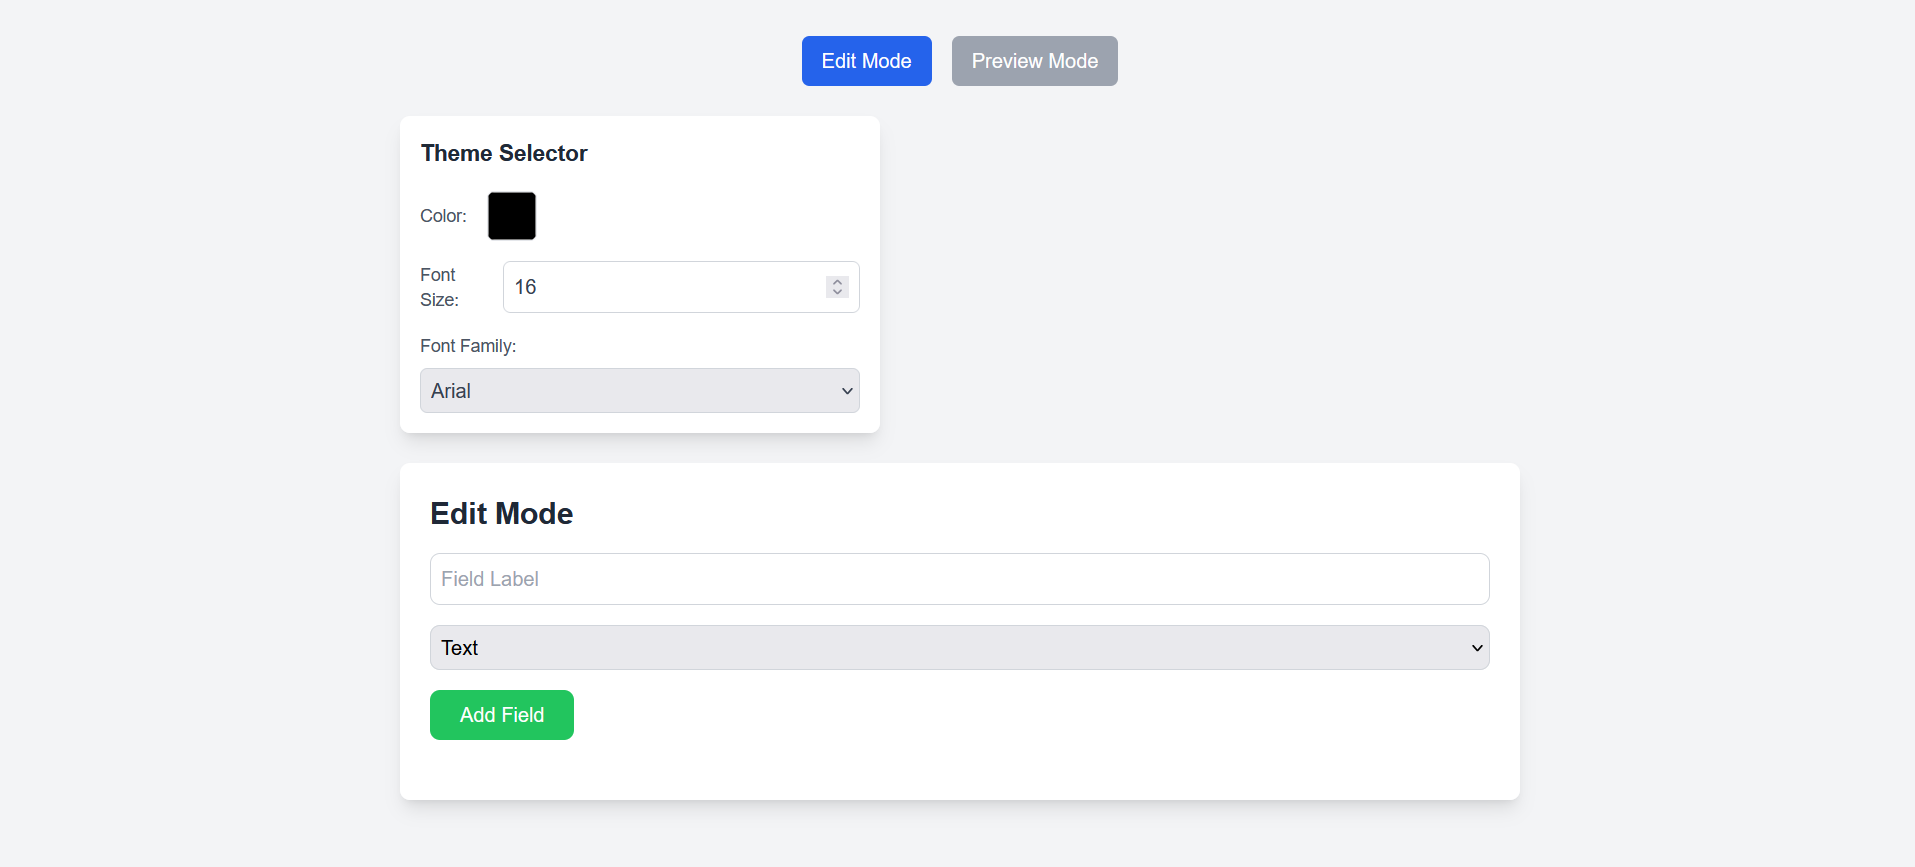 Edit Mode Preview Mode
Theme Selector
Color:
Font
Size:
16
Font Family:
Arial
Edit Mode
Field Label
Text
Add Field